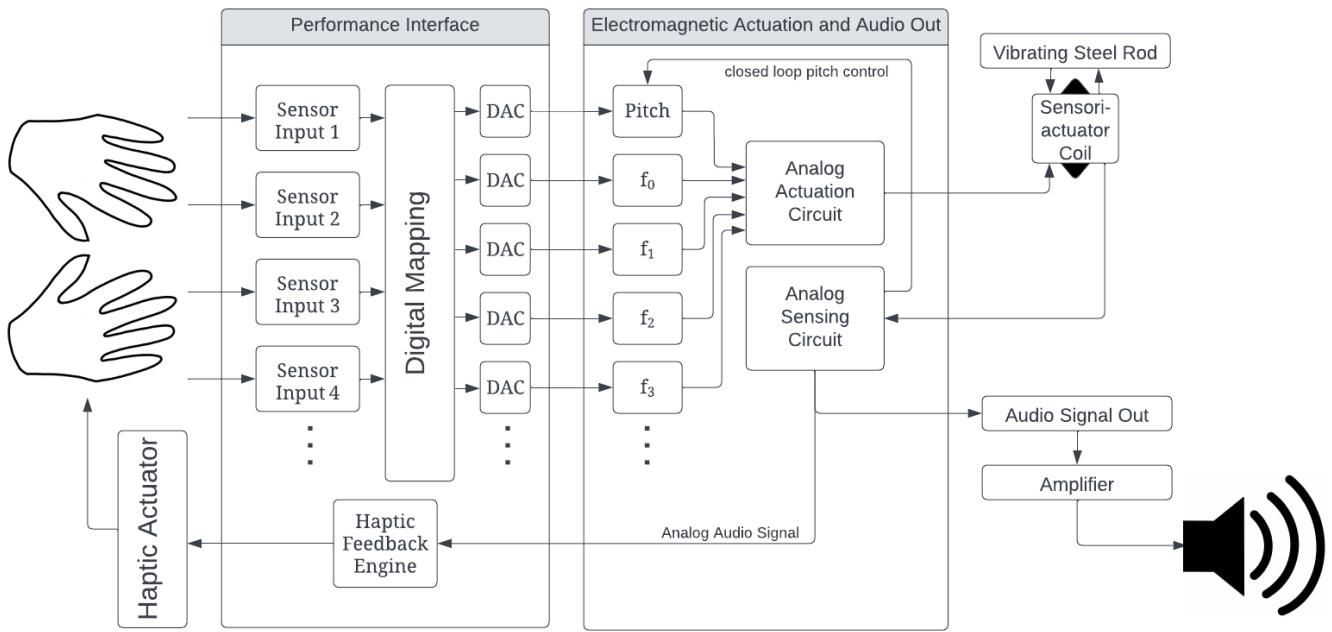 Performance Interface
Electromagnetic Actuation and Audio Out
closed loop pitch control
Vibrating Steel Rod
Sensori-
actuator
Coil
Sensor
Input 1
Sensor
Input 2
Sensor
Input 3
Sensor
Input 4
Digital Mapping
DAC
DAC
DAC
DAC
DAC
Pitch
f₀
f₁
f₂
f₃
Analog
Actuation
Circuit
Analog
Sensing
Circuit
Audio Signal Out
Amplifier
Analog Audio Signal
Haptic
Feedback
Engine
Haptic Actuator